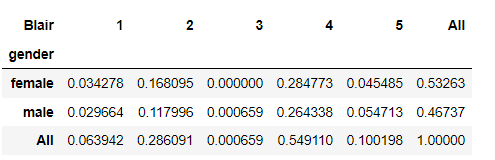 Blair 1 2 3 4 5 All
gender
female 0.034278 0.168095 0.000000 0.284773 0.045485 0.53263
male 0.029664 0.117996 0.000659 0.264338 0.054713 0.46737
All 0.063942 0.286091 0.000659 0.549110 0.100198 1.00000